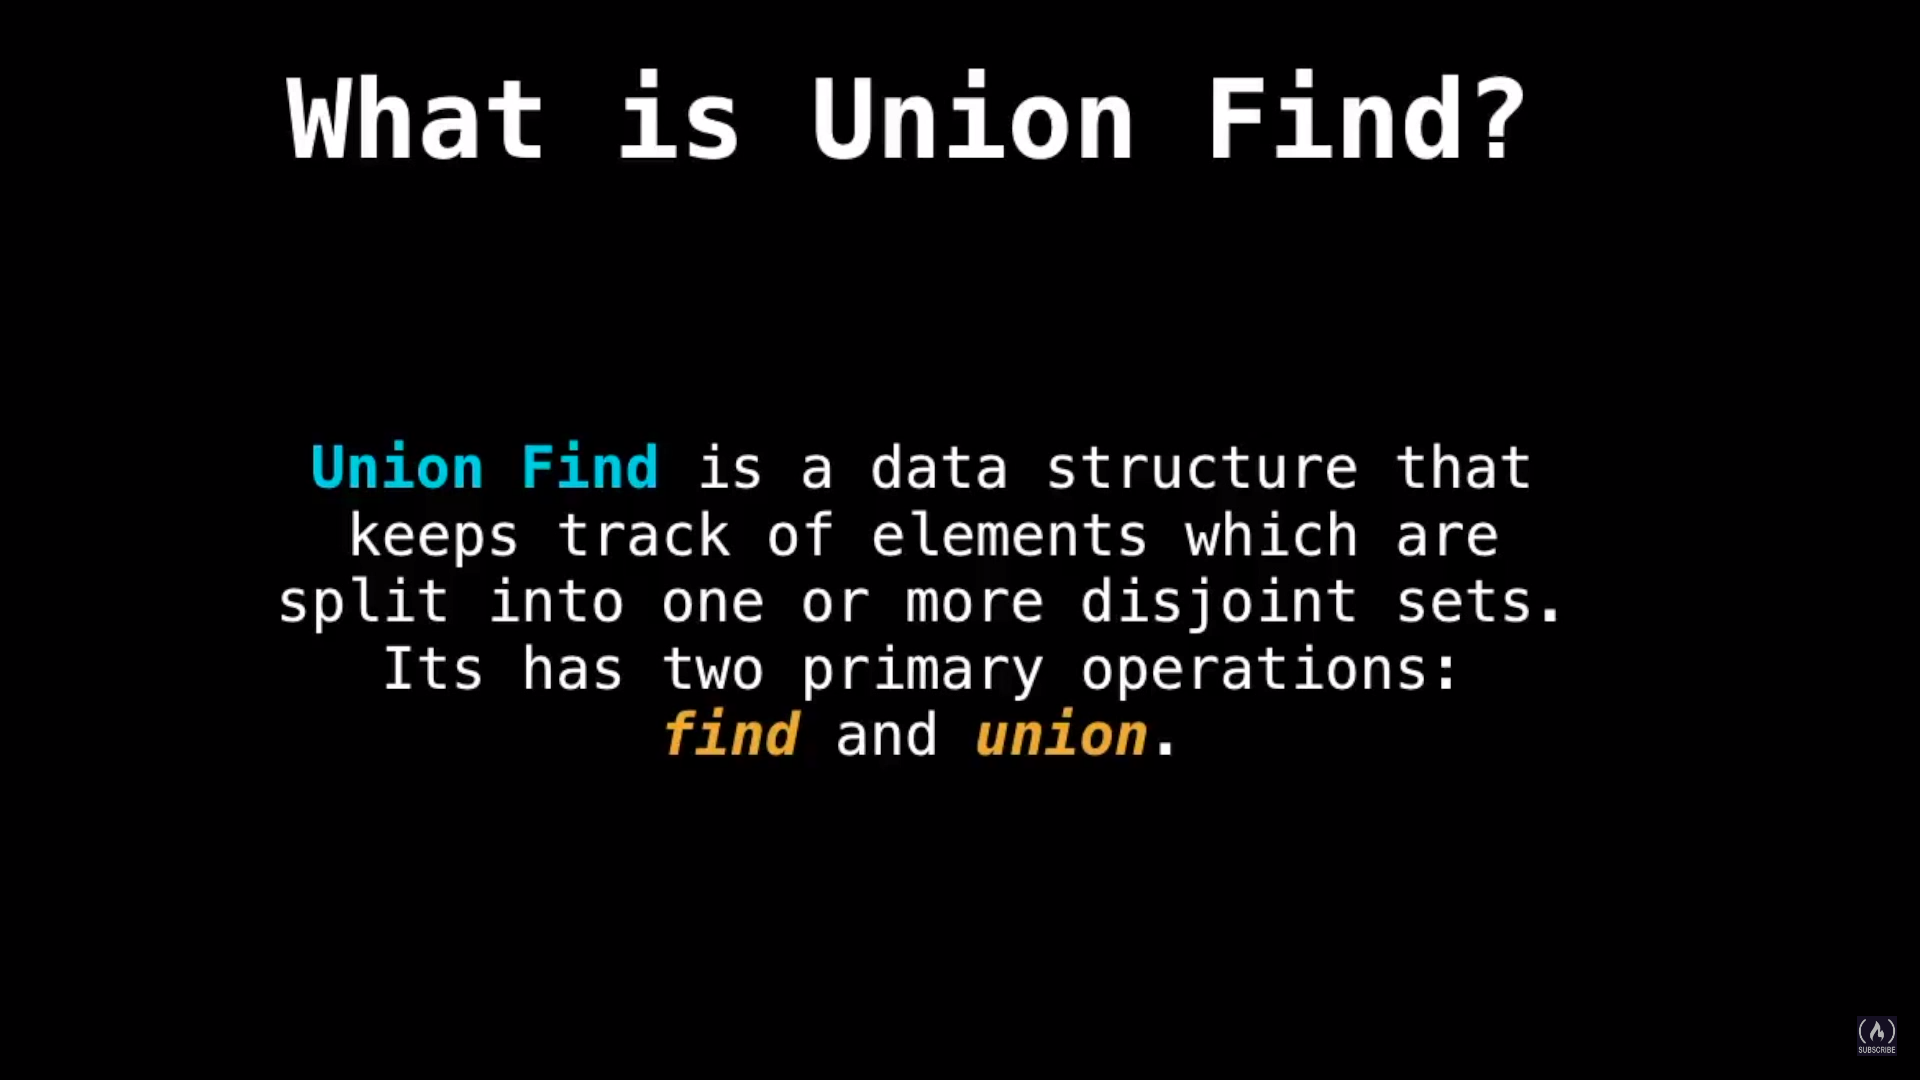 What is Union Find?
Union Find is a data structure that
keeps track of elements which are
split into one or more disjoint sets.
Its has two primary operations:
find and union.
SUBSCRIBE